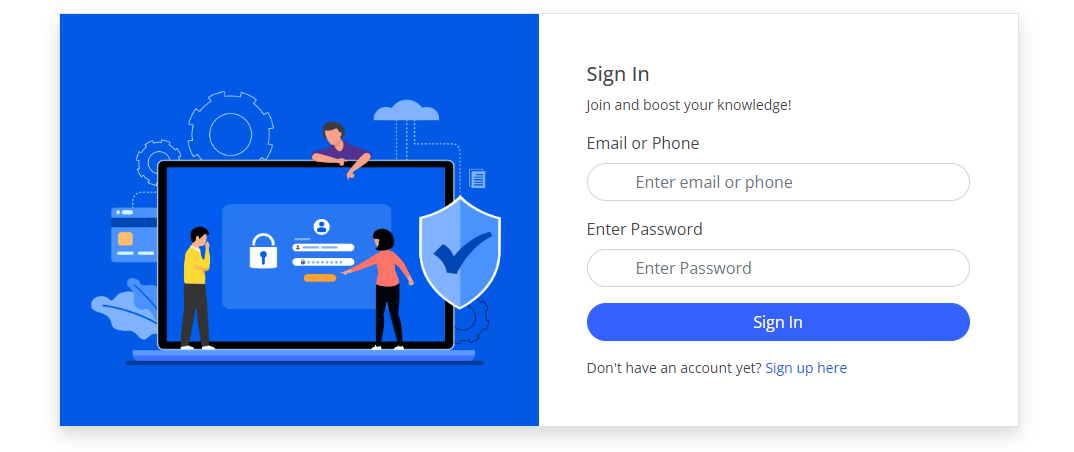 Sign In
Join and boost your knowledge!
Email or Phone
Enter email or phone
Enter Password
Enter Password
Sign In
Don't have an account yet? Sign up here